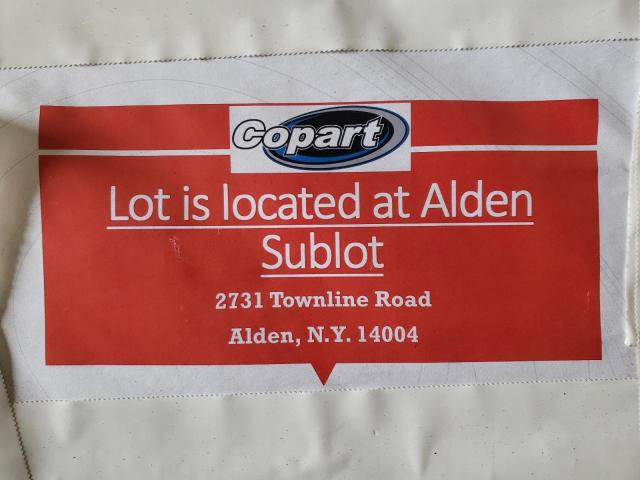 Copart
Lot is located at Alden
Sublot
2731 Townline Road
Alden, N.Y. 14004